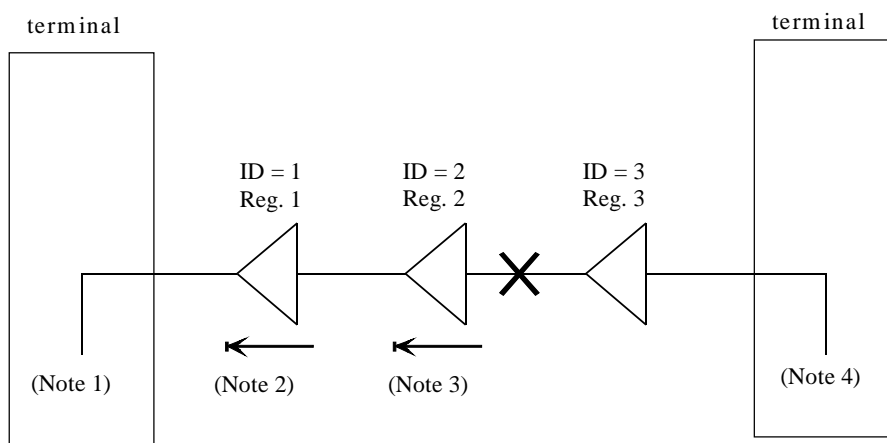 terminal
terminal
ID = 1
Reg. 1
ID = 2
Reg. 2
ID = 3
Reg. 3
(Note 1)
(Note 2)
(Note 3)
(Note 4)